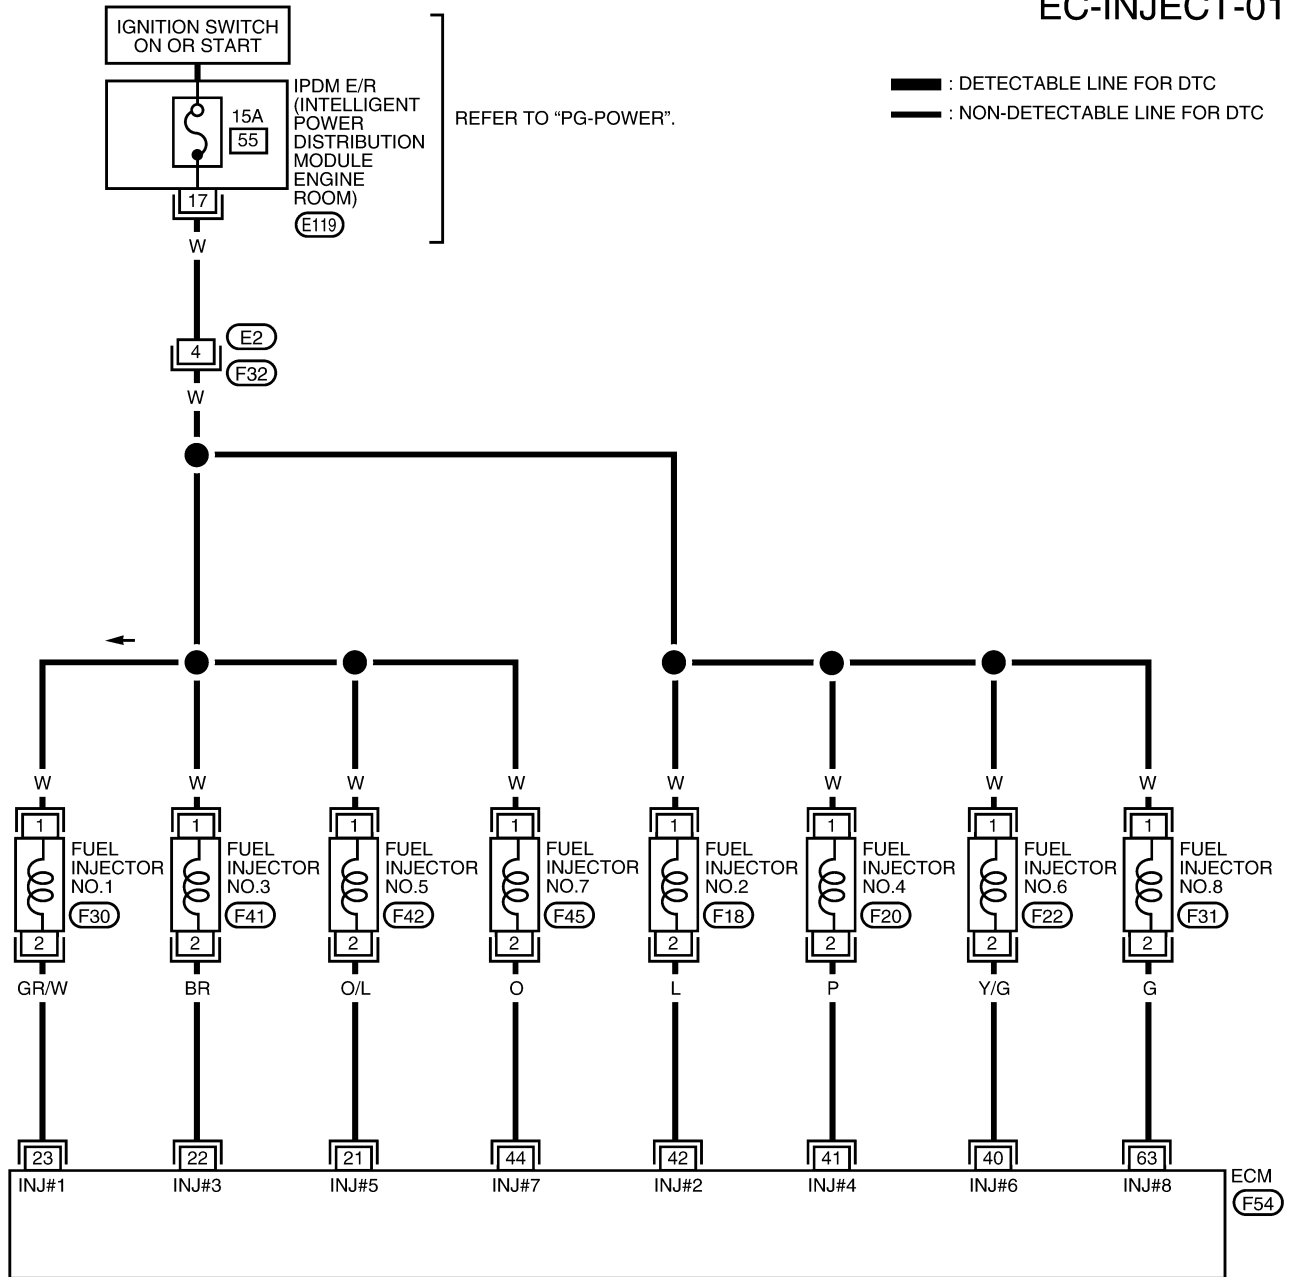 EC-INJECT-01
IGNITION SWITCH
ON OR START
: DETECTABLE LINE FOR DTC
: NON-DETECTABLE LINE FOR DTC
IPDM E/R
(INTELLIGENT
POWER
DISTRIBUTION
MODULE
ENGINE
ROOM)
E119
15A
55
REFER TO “PG-POWER”.
17
W
4
E2
F32
W
W W W W W W W W
1 1 1 1 1 1 1 1
FUEL
INJECTOR
NO.1
F30
FUEL
INJECTOR
NO.3
F41
FUEL
INJECTOR
NO.5
F42
FUEL
INJECTOR
NO.7
F45
FUEL
INJECTOR
NO.2
F18
FUEL
INJECTOR
NO.4
F20
FUEL
INJECTOR
NO.6
F22
FUEL
INJECTOR
NO.8
F31
2 2 2 2 2 2 2 2
GR/W BR O/L O L P Y/G G
23 22 21 44 42 41 40 63
INJ#1 INJ#3 INJ#5 INJ#7 INJ#2 INJ#4 INJ#6 INJ#8
ECM
F54